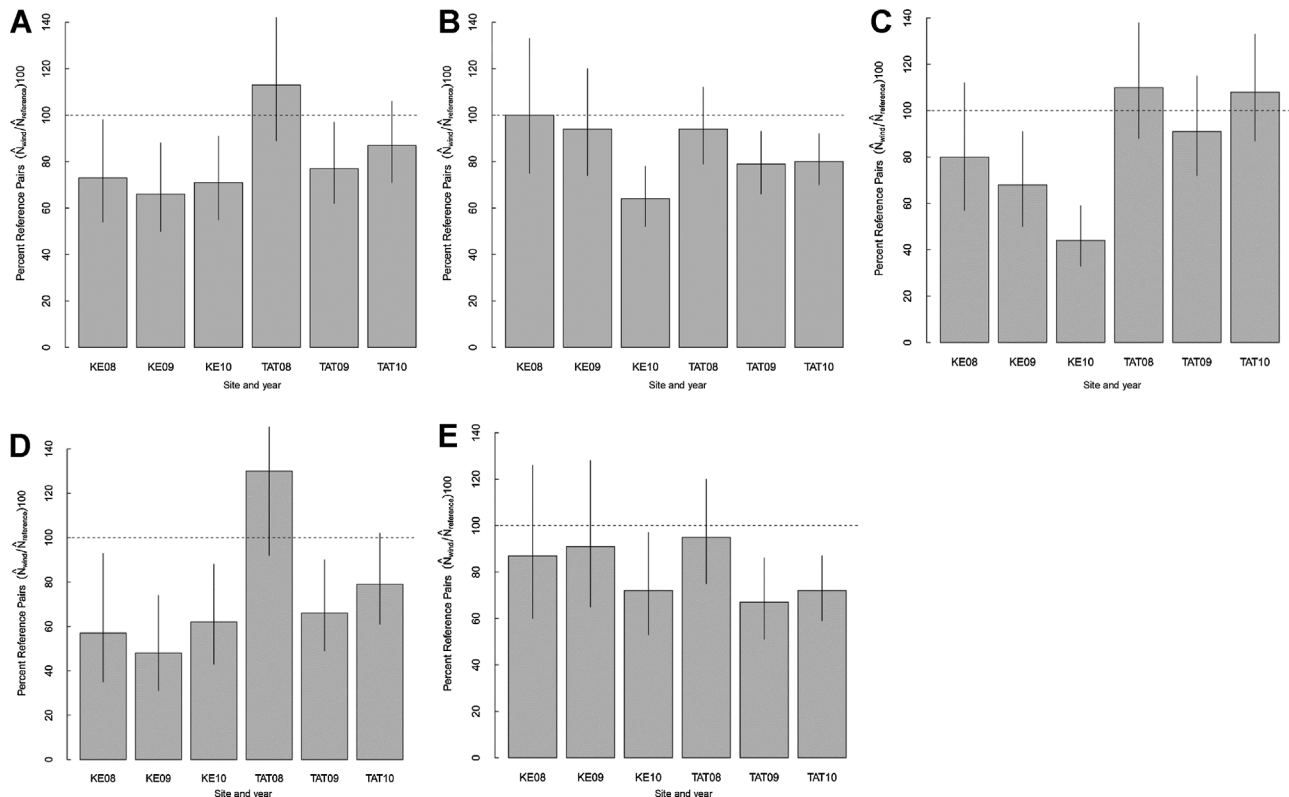 A
Percent Reference Pairs (N̂wind/N̂reference)100
140
120
100
80
60
40
20
0
KE08 KE09 KE10 TAT08 TAT09 TAT10
Site and year
B
Percent Reference Pairs (N̂wind/N̂reference)100
140
120
100
80
60
40
20
0
KE08 KE09 KE10 TAT08 TAT09 TAT10
Site and year
C
Percent Reference Pairs (N̂wind/N̂reference)100
140
120
100
80
60
40
20
0
KE08 KE09 KE10 TAT08 TAT09 TAT10
Site and year
D
Percent Reference Pairs (N̂wind/N̂reference)100
140
120
100
80
60
40
20
0
KE08 KE09 KE10 TAT08 TAT09 TAT10
Site and year
E
Percent Reference Pairs (N̂wind/N̂reference)100
140
120
100
80
60
40
20
0
KE08 KE09 KE10 TAT08 TAT09 TAT10
Site and year